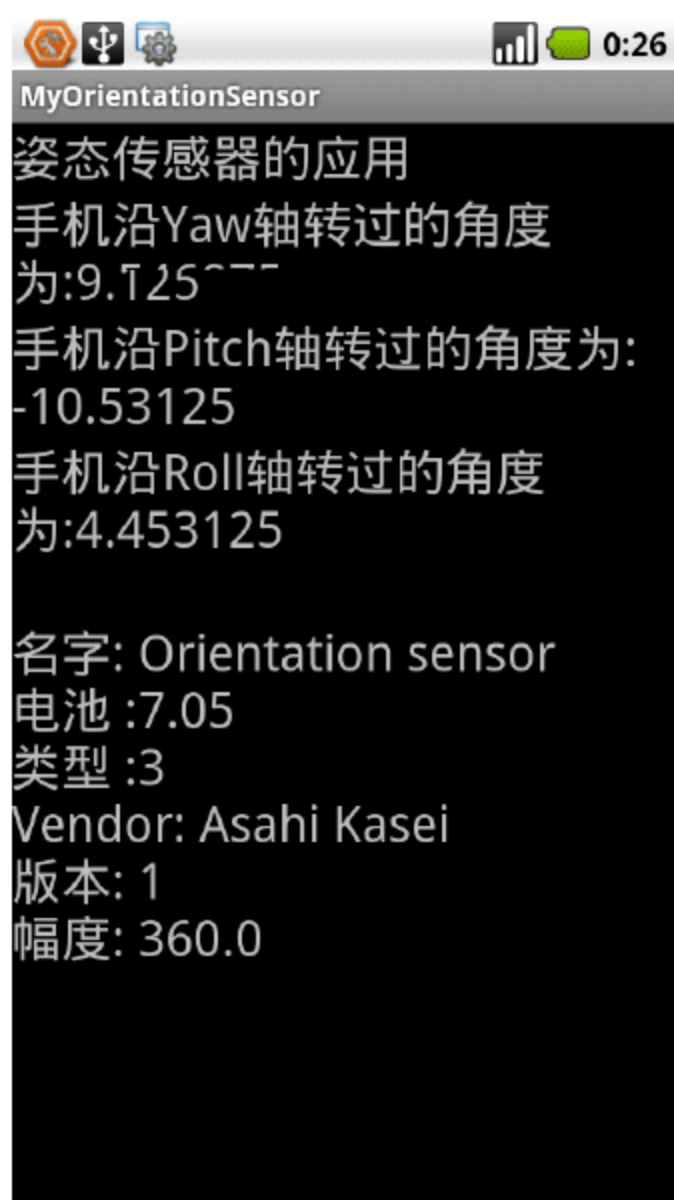 0:26
MyOrientationSensor
姿态传感器的应用
手机沿Yaw轴转过的角度
为:
手机沿Pitch轴转过的角度为:
-10.53125
手机沿Roll轴转过的角度
为:4.453125
名字: Orientation sensor
电池 :7.05
类型 :3
Vendor: Asahi Kasei
版本: 1
幅度: 360.0